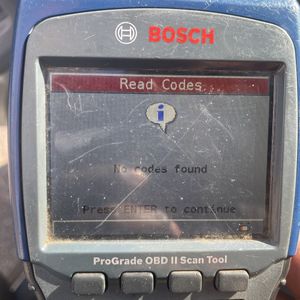 BOSCH
Read Codes
i
No codes found
Press ENTER to continue
ProGrade OBD II Scan Tool